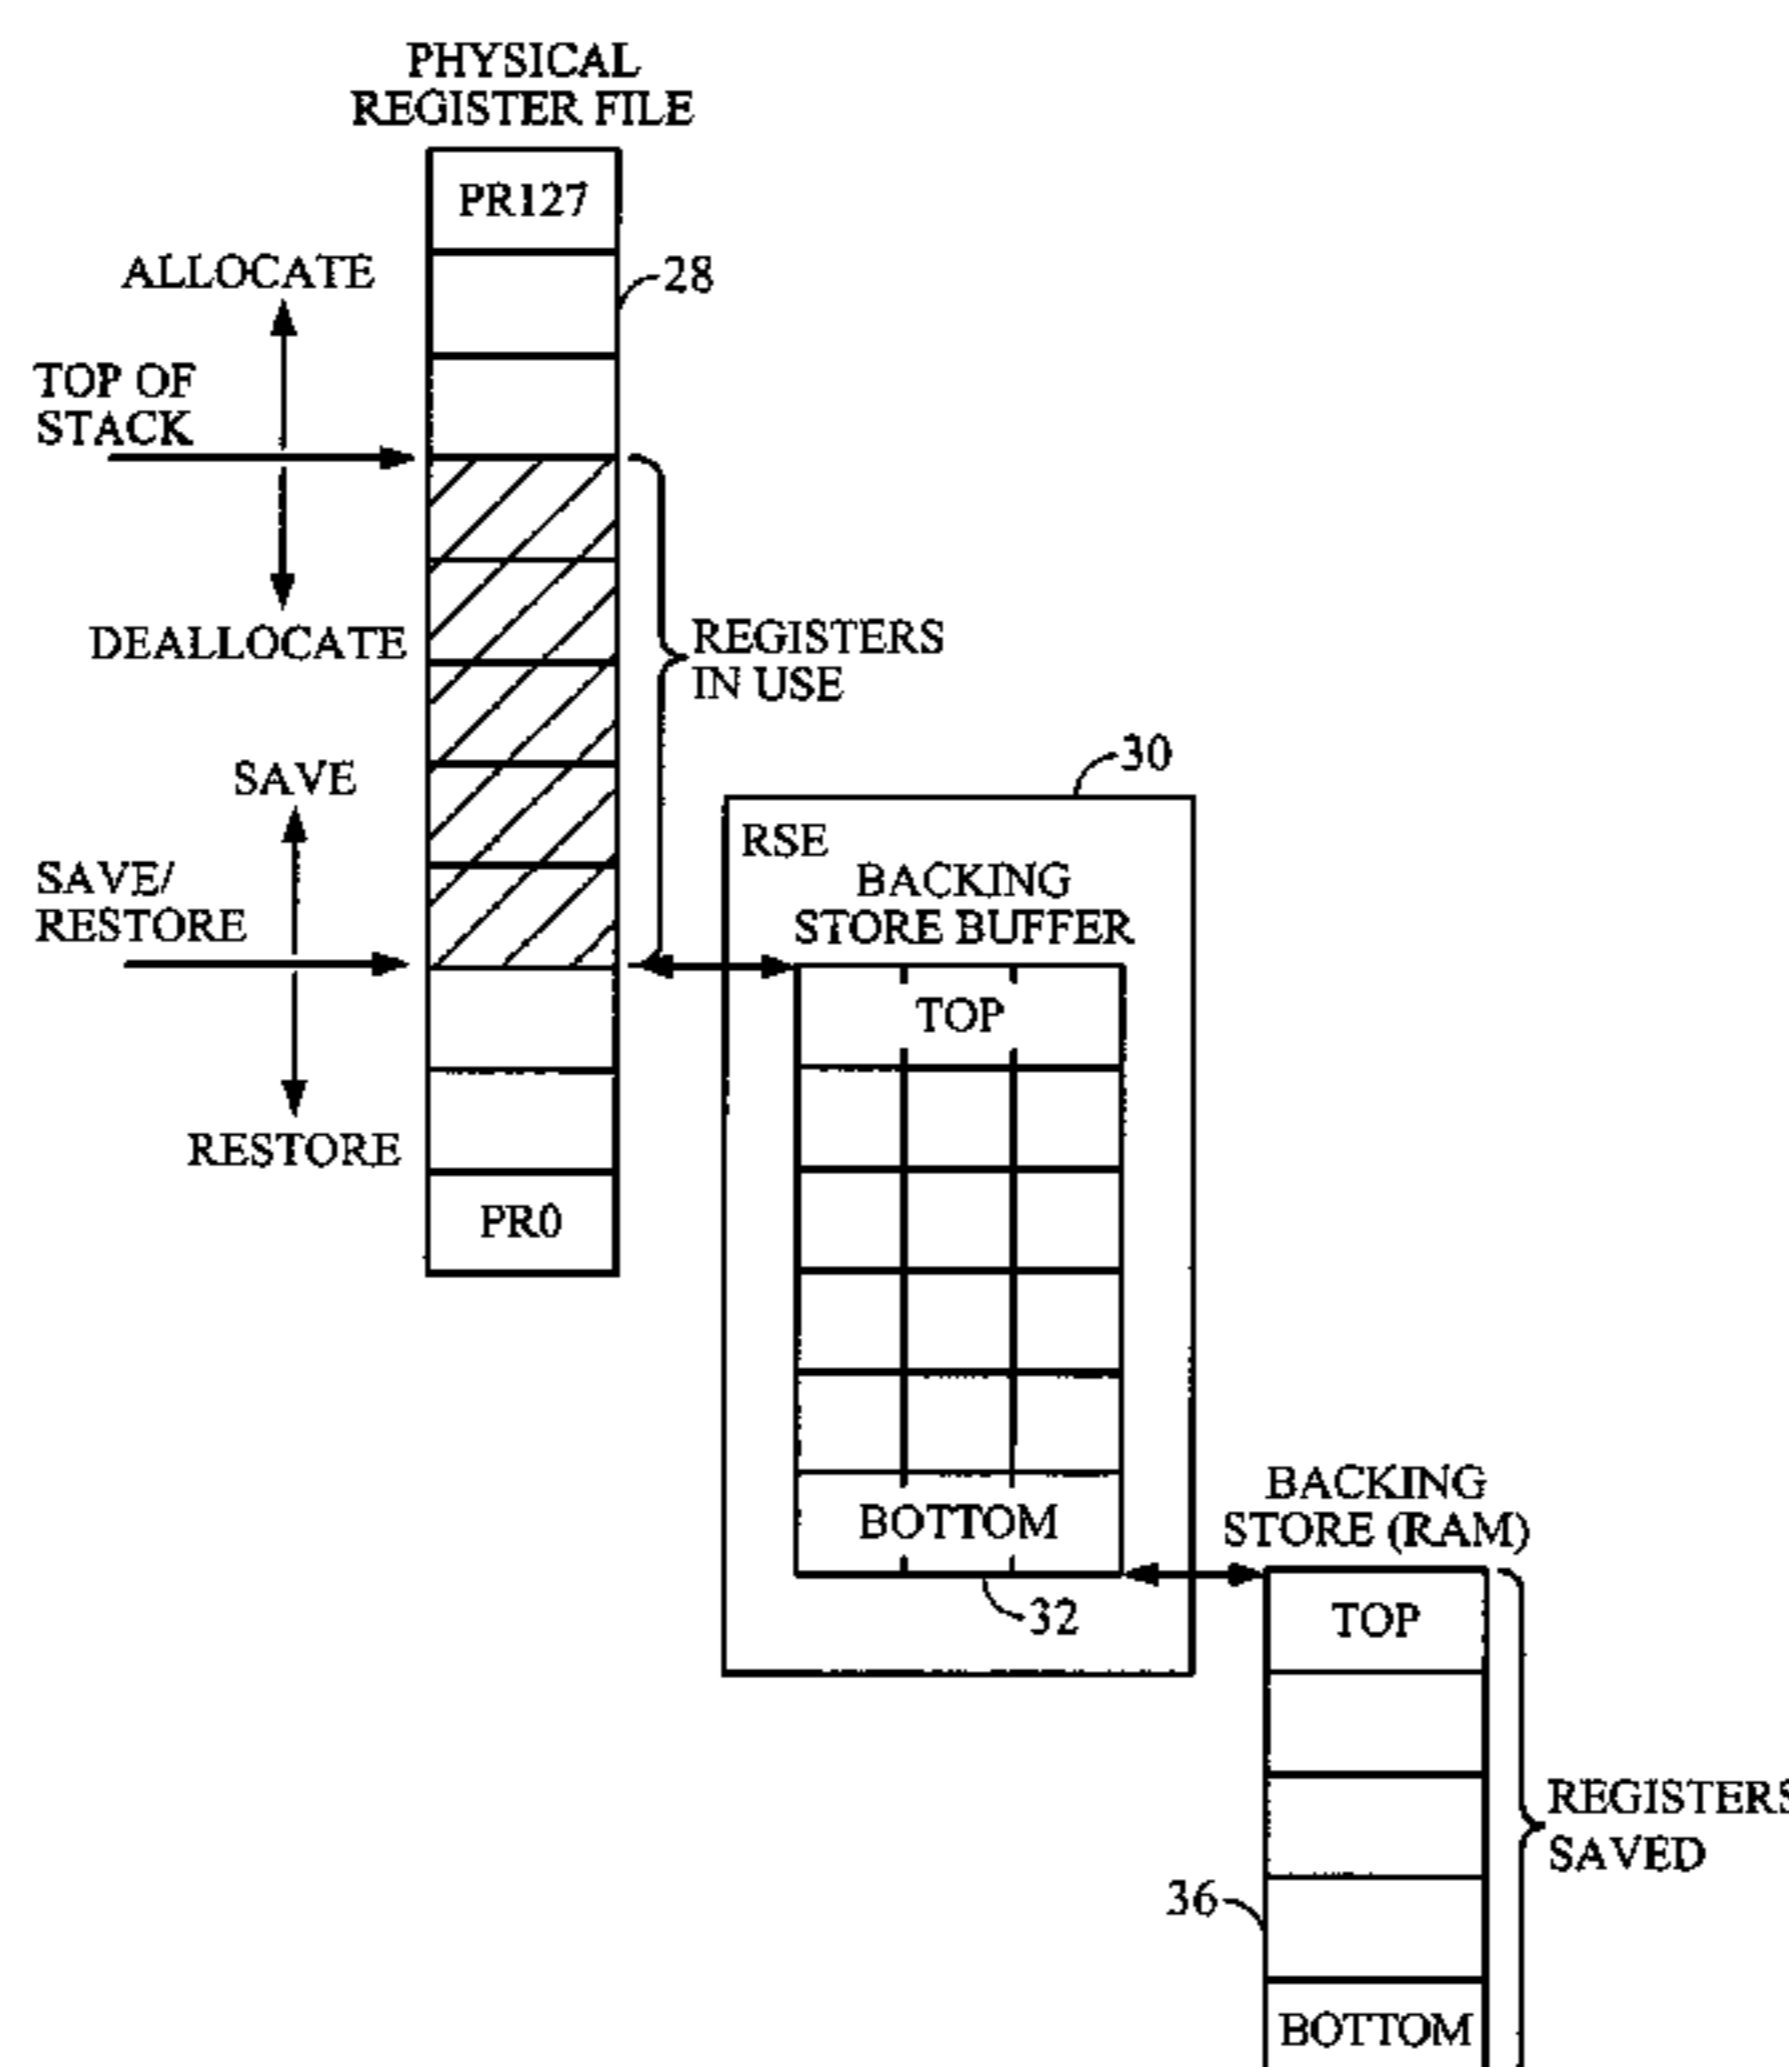 PHYSICAL
REGISTER FILE
PR127
28
ALLOCATE
TOP OF
STACK
DEALLOCATE
REGISTERS
IN USE
SAVE
SAVE/
RESTORE
RESTORE
PR0
30
RSE
BACKING
STORE BUFFER
TOP
BOTTOM
32
BACKING
STORE (RAM)
TOP
REGISTERS
SAVED
36
BOTTOM